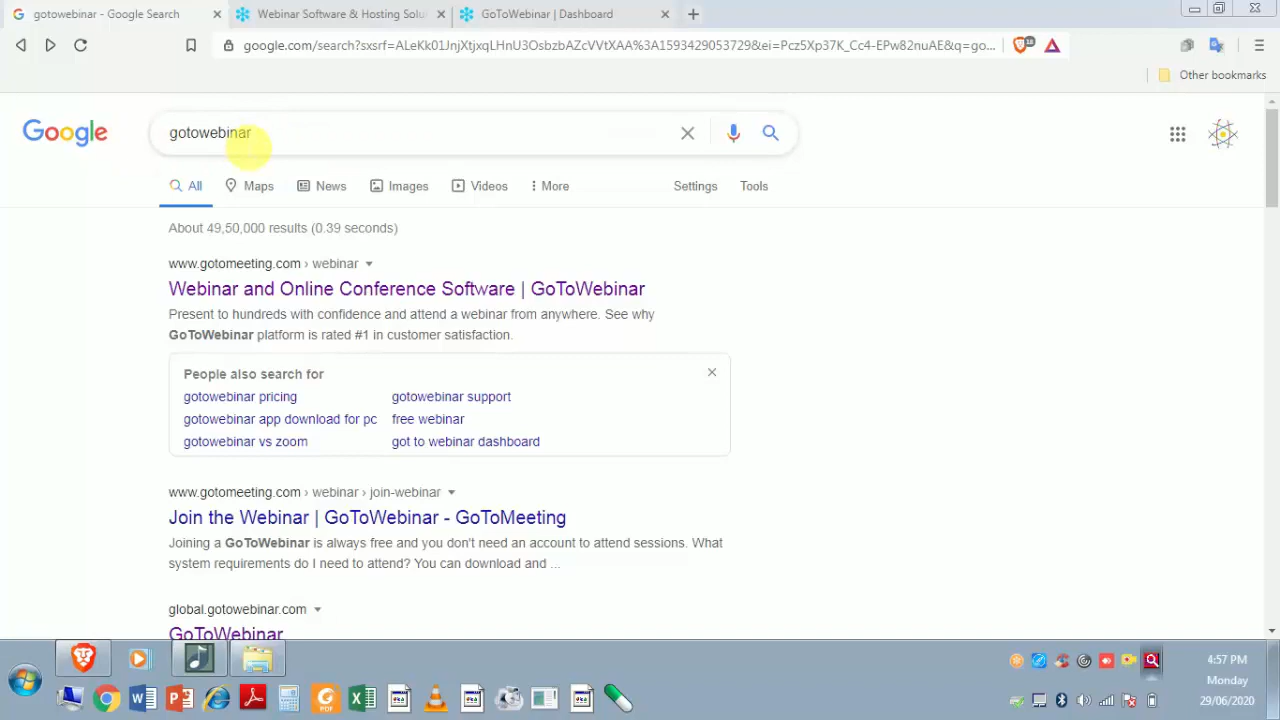 gotowebinar - Google Search
Webinar Software & Hosting Solu
GoToWebinar | Dashboard
google.com/search?sxsrf=ALeKk01JnjXtjxqLHnU3OsbzbAZcVVtXAA%3A1593429053729&ei=Pcz5Xp37K_Cc4-EPw82nuAE&q=go...
18
Other bookmarks
Google
gotowebinar
All
Maps
News
Images
Videos
More
Settings
Tools
About 49,50,000 results (0.39 seconds)
www.gotomeeting.com › webinar
Webinar and Online Conference Software | GoToWebinar
Present to hundreds with confidence and attend a webinar from anywhere. See why
GoToWebinar platform is rated #1 in customer satisfaction.
People also search for
gotowebinar pricing
gotowebinar support
gotowebinar app download for pc
free webinar
gotowebinar vs zoom
got to webinar dashboard
www.gotomeeting.com › webinar › join-webinar
Join the Webinar | GoToWebinar - GoToMeeting
Joining a GoToWebinar is always free and you don't need an account to attend sessions. What
system requirements do I need to attend? You can download and ...
global.gotowebinar.com
GoToWebinar
4:57 PM
Monday
29/06/2020